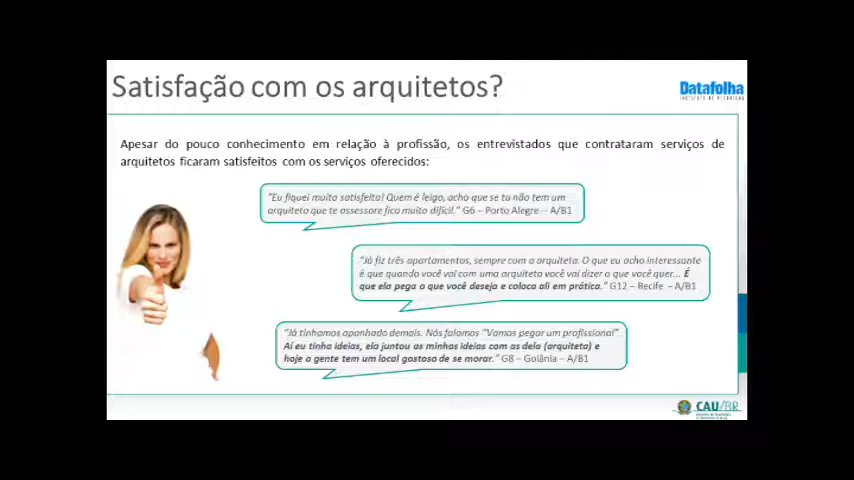 Satisfação com os arquitetos?
Datafolha
INSTITUTO DE PESQUISAS
Apesar do pouco conhecimento em relação à profissão, os entrevistados que contrataram serviços de
arquitetos ficaram satisfeitos com os serviços oferecidos:
"Eu fiquei muito satisfeita! Quem é leigo, acho que se tu não tem um
arquiteto que te assessore fica muito difícil." G6 – Porto Alegre – A/B1
"Já fiz três apartamentos, sempre com a arquiteta. O que eu acho interessante
é que quando você vai com uma arquiteta você vai dizer o que você quer... É
que ela pega o que você deseja e coloca ali em prática." G12 – Recife – A/B1
"Já tínhamos apanhado demais. Nós falamos "Vamos pegar um profissional"
Aí eu tinha ideias, ela juntou as minhas ideias com as dela (arquiteta) e
hoje a gente tem um local gostoso de se morar." G8 – Goiânia – A/B1
CAU/BR